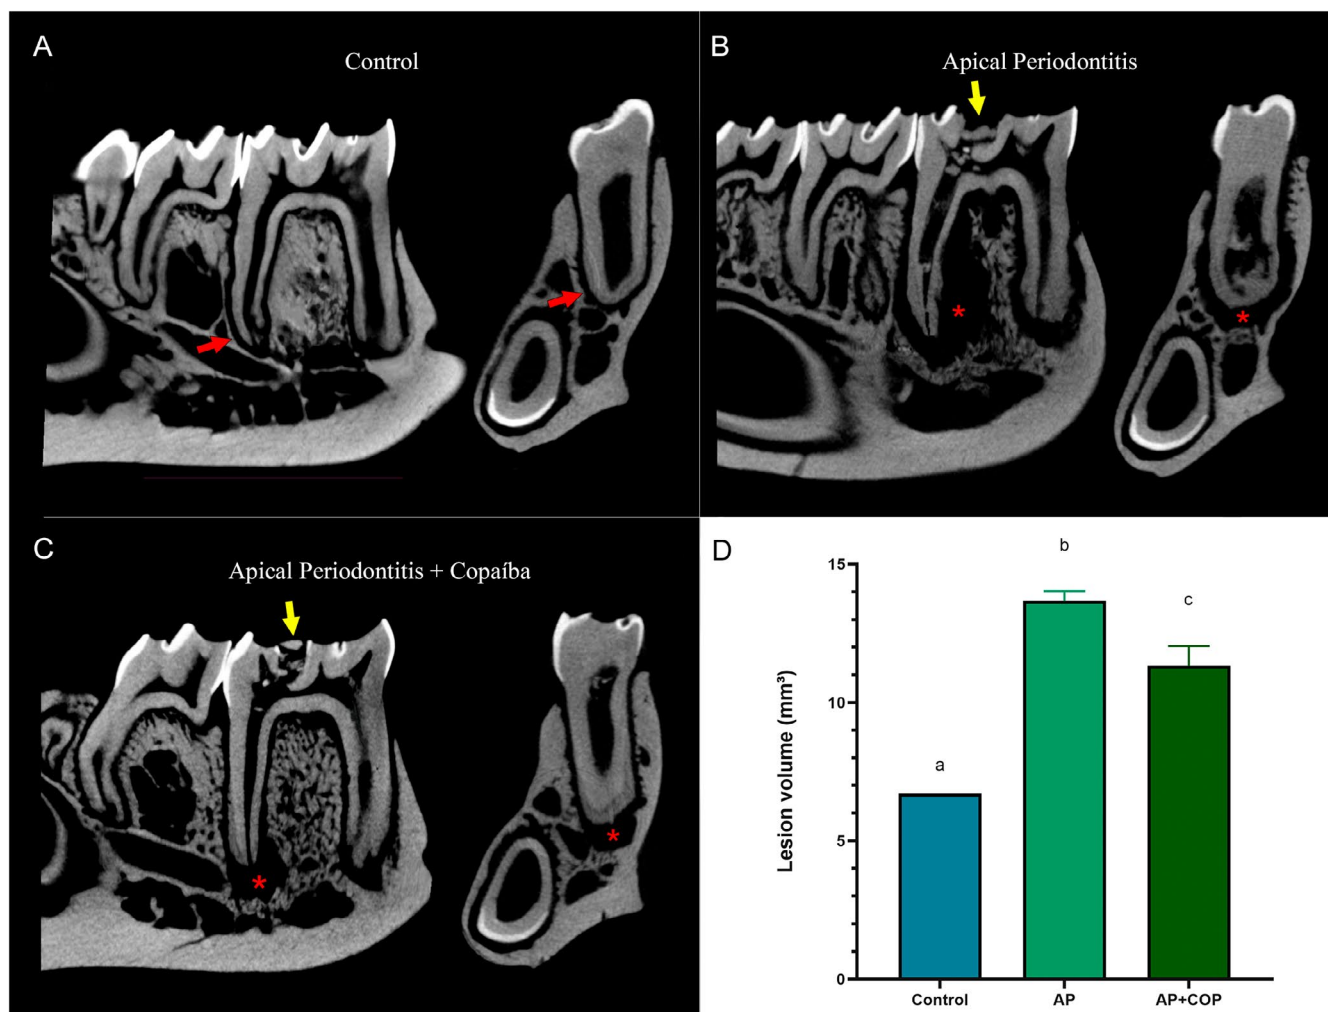 A
Control
*
B
Apical Periodontitis
*
*
C
Apical Periodontitis + Copaíba
*
*
D
Lesion volume (mm³)
15
10
5
0
a
b
c
Control
AP
AP+COP